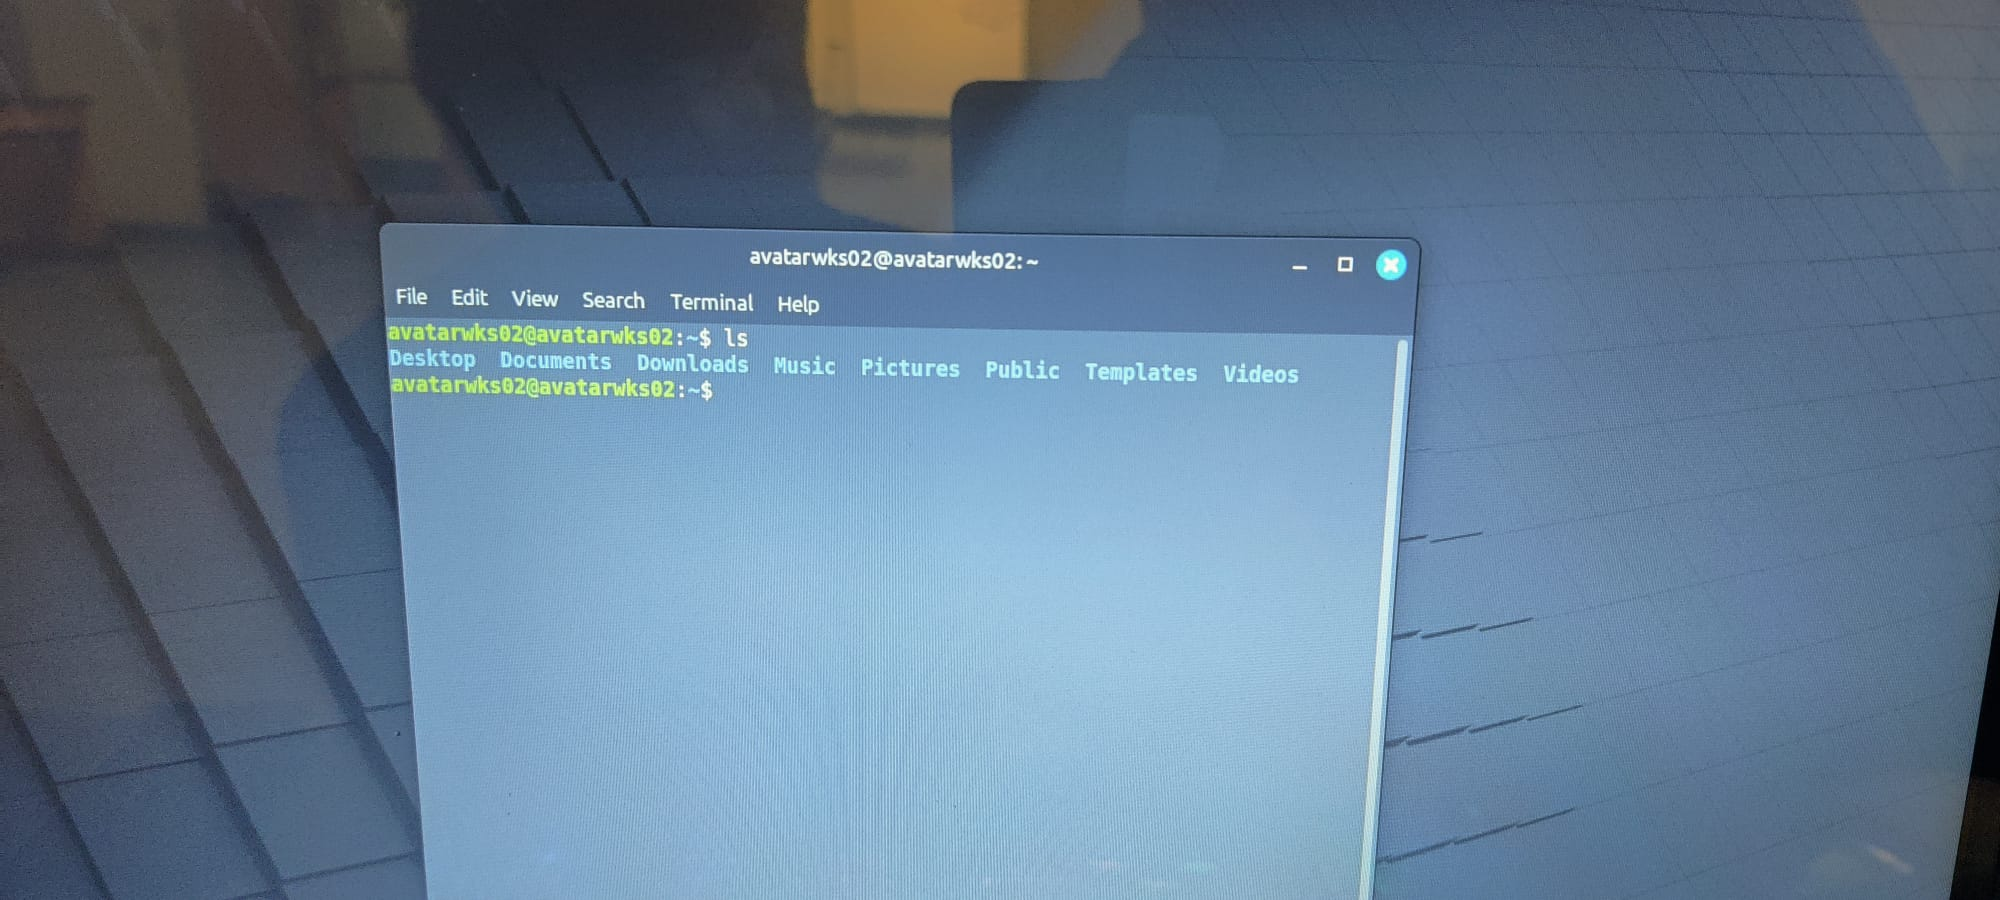 avatarwks02@avatarwks02:~
File Edit View Search Terminal Help
avatarwks02@avatarwks02:~$ ls
Desktop Documents Downloads Music Pictures Public Templates Videos
avatarwks02@avatarwks02:~$